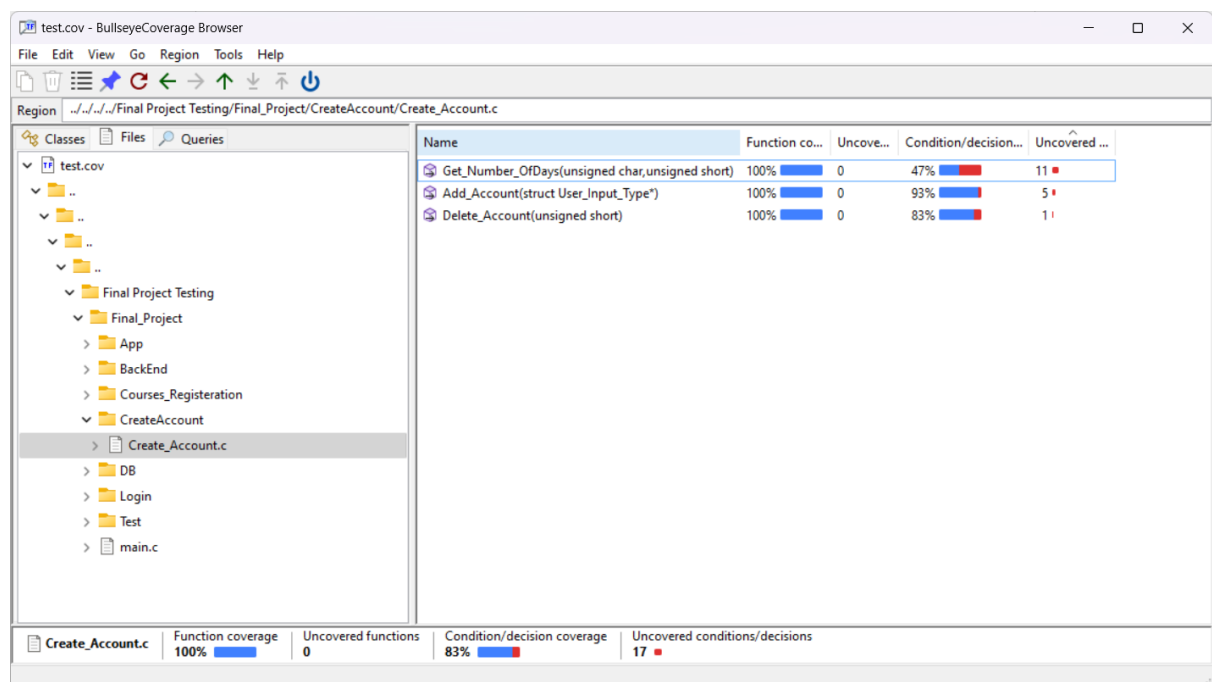 test.cov - BullseyeCoverage Browser
File Edit View Go Region Tools Help
Region ../../../../Final Project Testing/Final_Project/CreateAccount/Create_Account.c
Classes Files Queries
test.cov
..
..
..
..
Final Project Testing
Final_Project
App
BackEnd
Courses_Registeration
CreateAccount
Create_Account.c
DB
Login
Test
main.c
Name Function co... Uncove... Condition/decision... Uncovered ...
Get_Number_OfDays(unsigned char,unsigned short) 100% 0 47% 11
Add_Account(struct User_Input_Type*) 100% 0 93% 5
Delete_Account(unsigned short) 100% 0 83% 1
Create_Account.c
Function coverage
100%
Uncovered functions
0
Condition/decision coverage
83%
Uncovered conditions/decisions
17